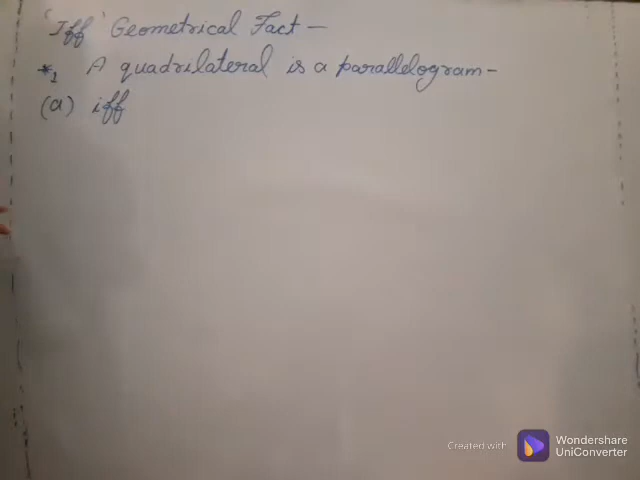 'Iff' Geometrical Fact -
*1 A quadrilateral is a parallelogram -
(a) iff
Created with Wondershare UniConverter